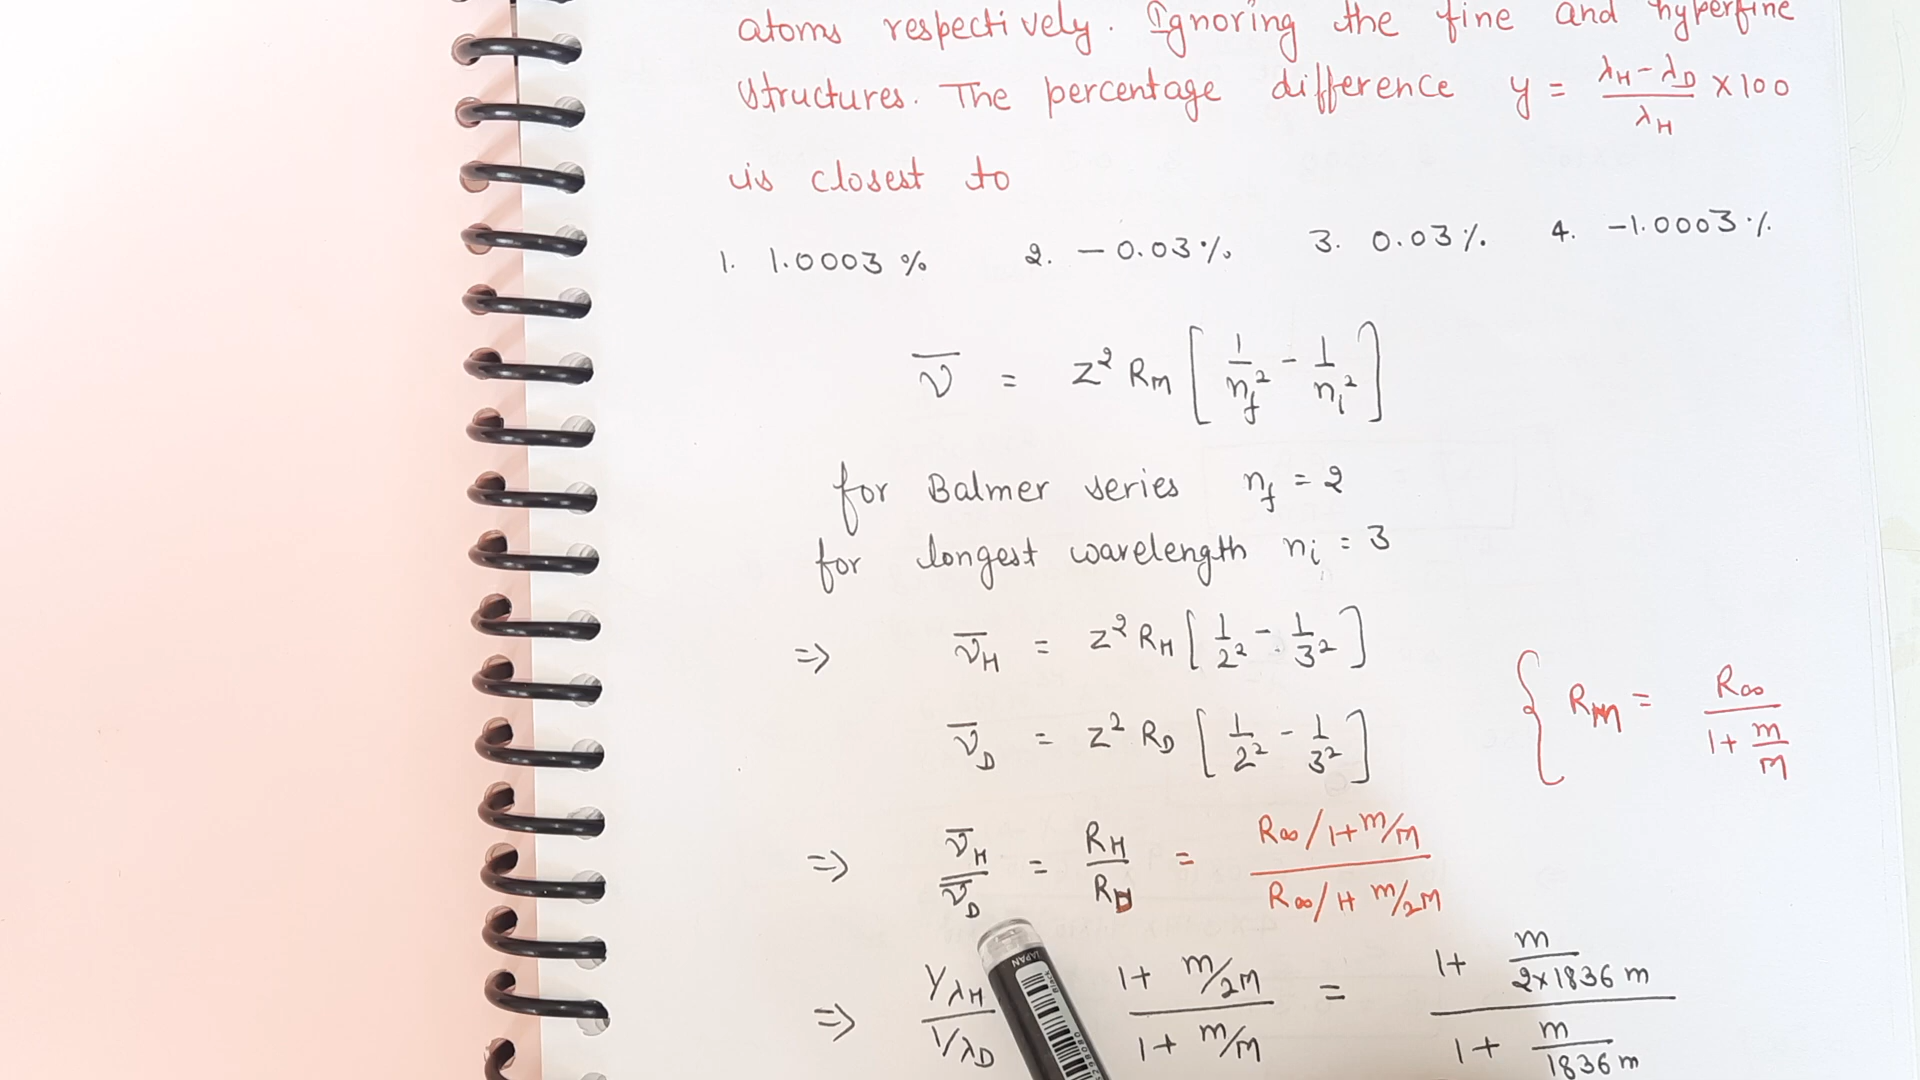 atoms respectively. Ignoring the fine and hyperfine
structures. The percentage difference y = (λH − λD)/λH × 100
is closest to
1. 1.0003 %  2. − 0.03 %  3. 0.03 %  4. −1.0003 %
ν̅ = Z² Rm [ 1/nf² − 1/ni² ]
for Balmer series nf = 2
for longest wavelength ni = 3
⇒ ν̅H = Z² RH [ 1/2² − 1/3² ]
{ RM = R∞ / (1 + m/M)
ν̅D = Z² RD [ 1/2² − 1/3² ]
⇒ ν̅H/ν̅D = RH/RD = (R∞/1+m/M) / (R∞/1+m/2M)
⇒ (1/λH)/(1/λD) (1 + m/2M)/(1 + m/M) = (1 + m/(2×1836 m))/(1 + m/(1836 m))
JAPAN
Black